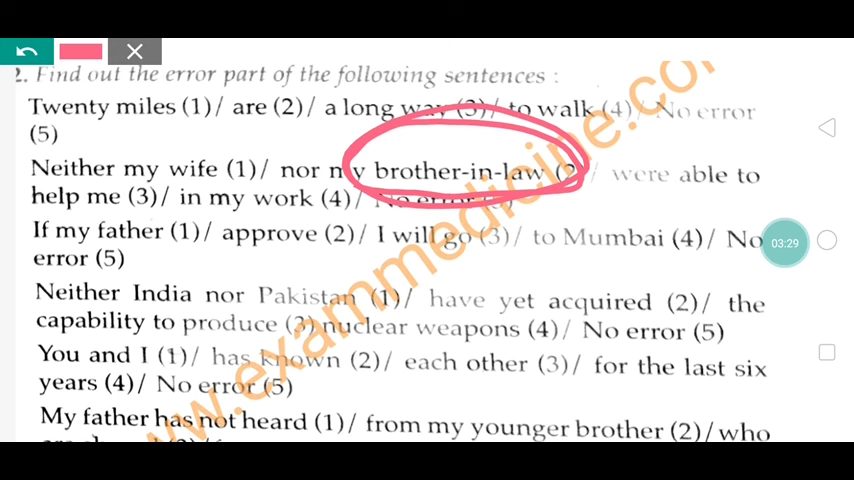 2. Find out the error part of the following sentences :
Twenty miles (1)/ are (2)/ a long way (3)/ to walk (4)/ No error
(5)
Neither my wife (1)/ nor my brother-in-law (2)/ were able to
help me (3)/ in my work (4)/ No error (5)
If my father (1)/ approve (2)/ I will go (3)/ to Mumbai (4)/ No
error (5)
03:29
Neither India nor Pakistan (1)/ have yet acquired (2)/ the
capability to produce (3) nuclear weapons (4)/ No error (5)
You and I (1)/ has known (2)/ each other (3)/ for the last six
years (4)/ No error (5)
My father has not heard (1)/ from my younger brother (2)/ who
www.exammedicine.com